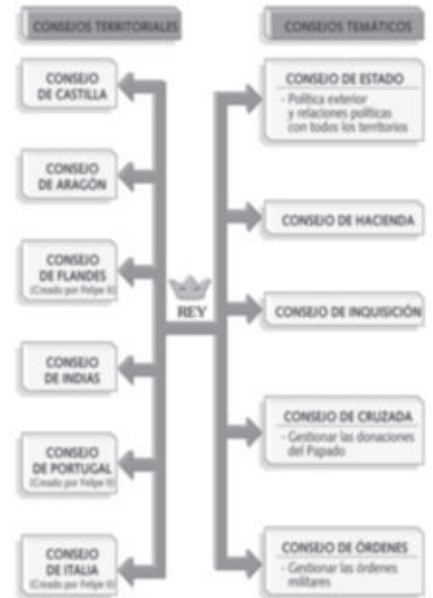 CONSEJOS TERRITORIALES
CONSEJO
DE CASTILLA
CONSEJO
DE ARAGÓN
CONSEJO
DE FLANDES
(Creado por Felipe II)
CONSEJO
DE INDIAS
CONSEJO
DE PORTUGAL
(Creado por Felipe II)
CONSEJO
DE ITALIA
(Creado por Felipe II)
REY
CONSEJOS TEMÁTICOS
CONSEJO DE ESTADO
- Política exterior
y relaciones políticas
con todos los territorios
CONSEJO DE HACIENDA
CONSEJO DE INQUISICIÓN
CONSEJO DE CRUZADA
- Gestionar las donaciones
del Papado
CONSEJO DE ÓRDENES
- Gestionar las órdenes
militares